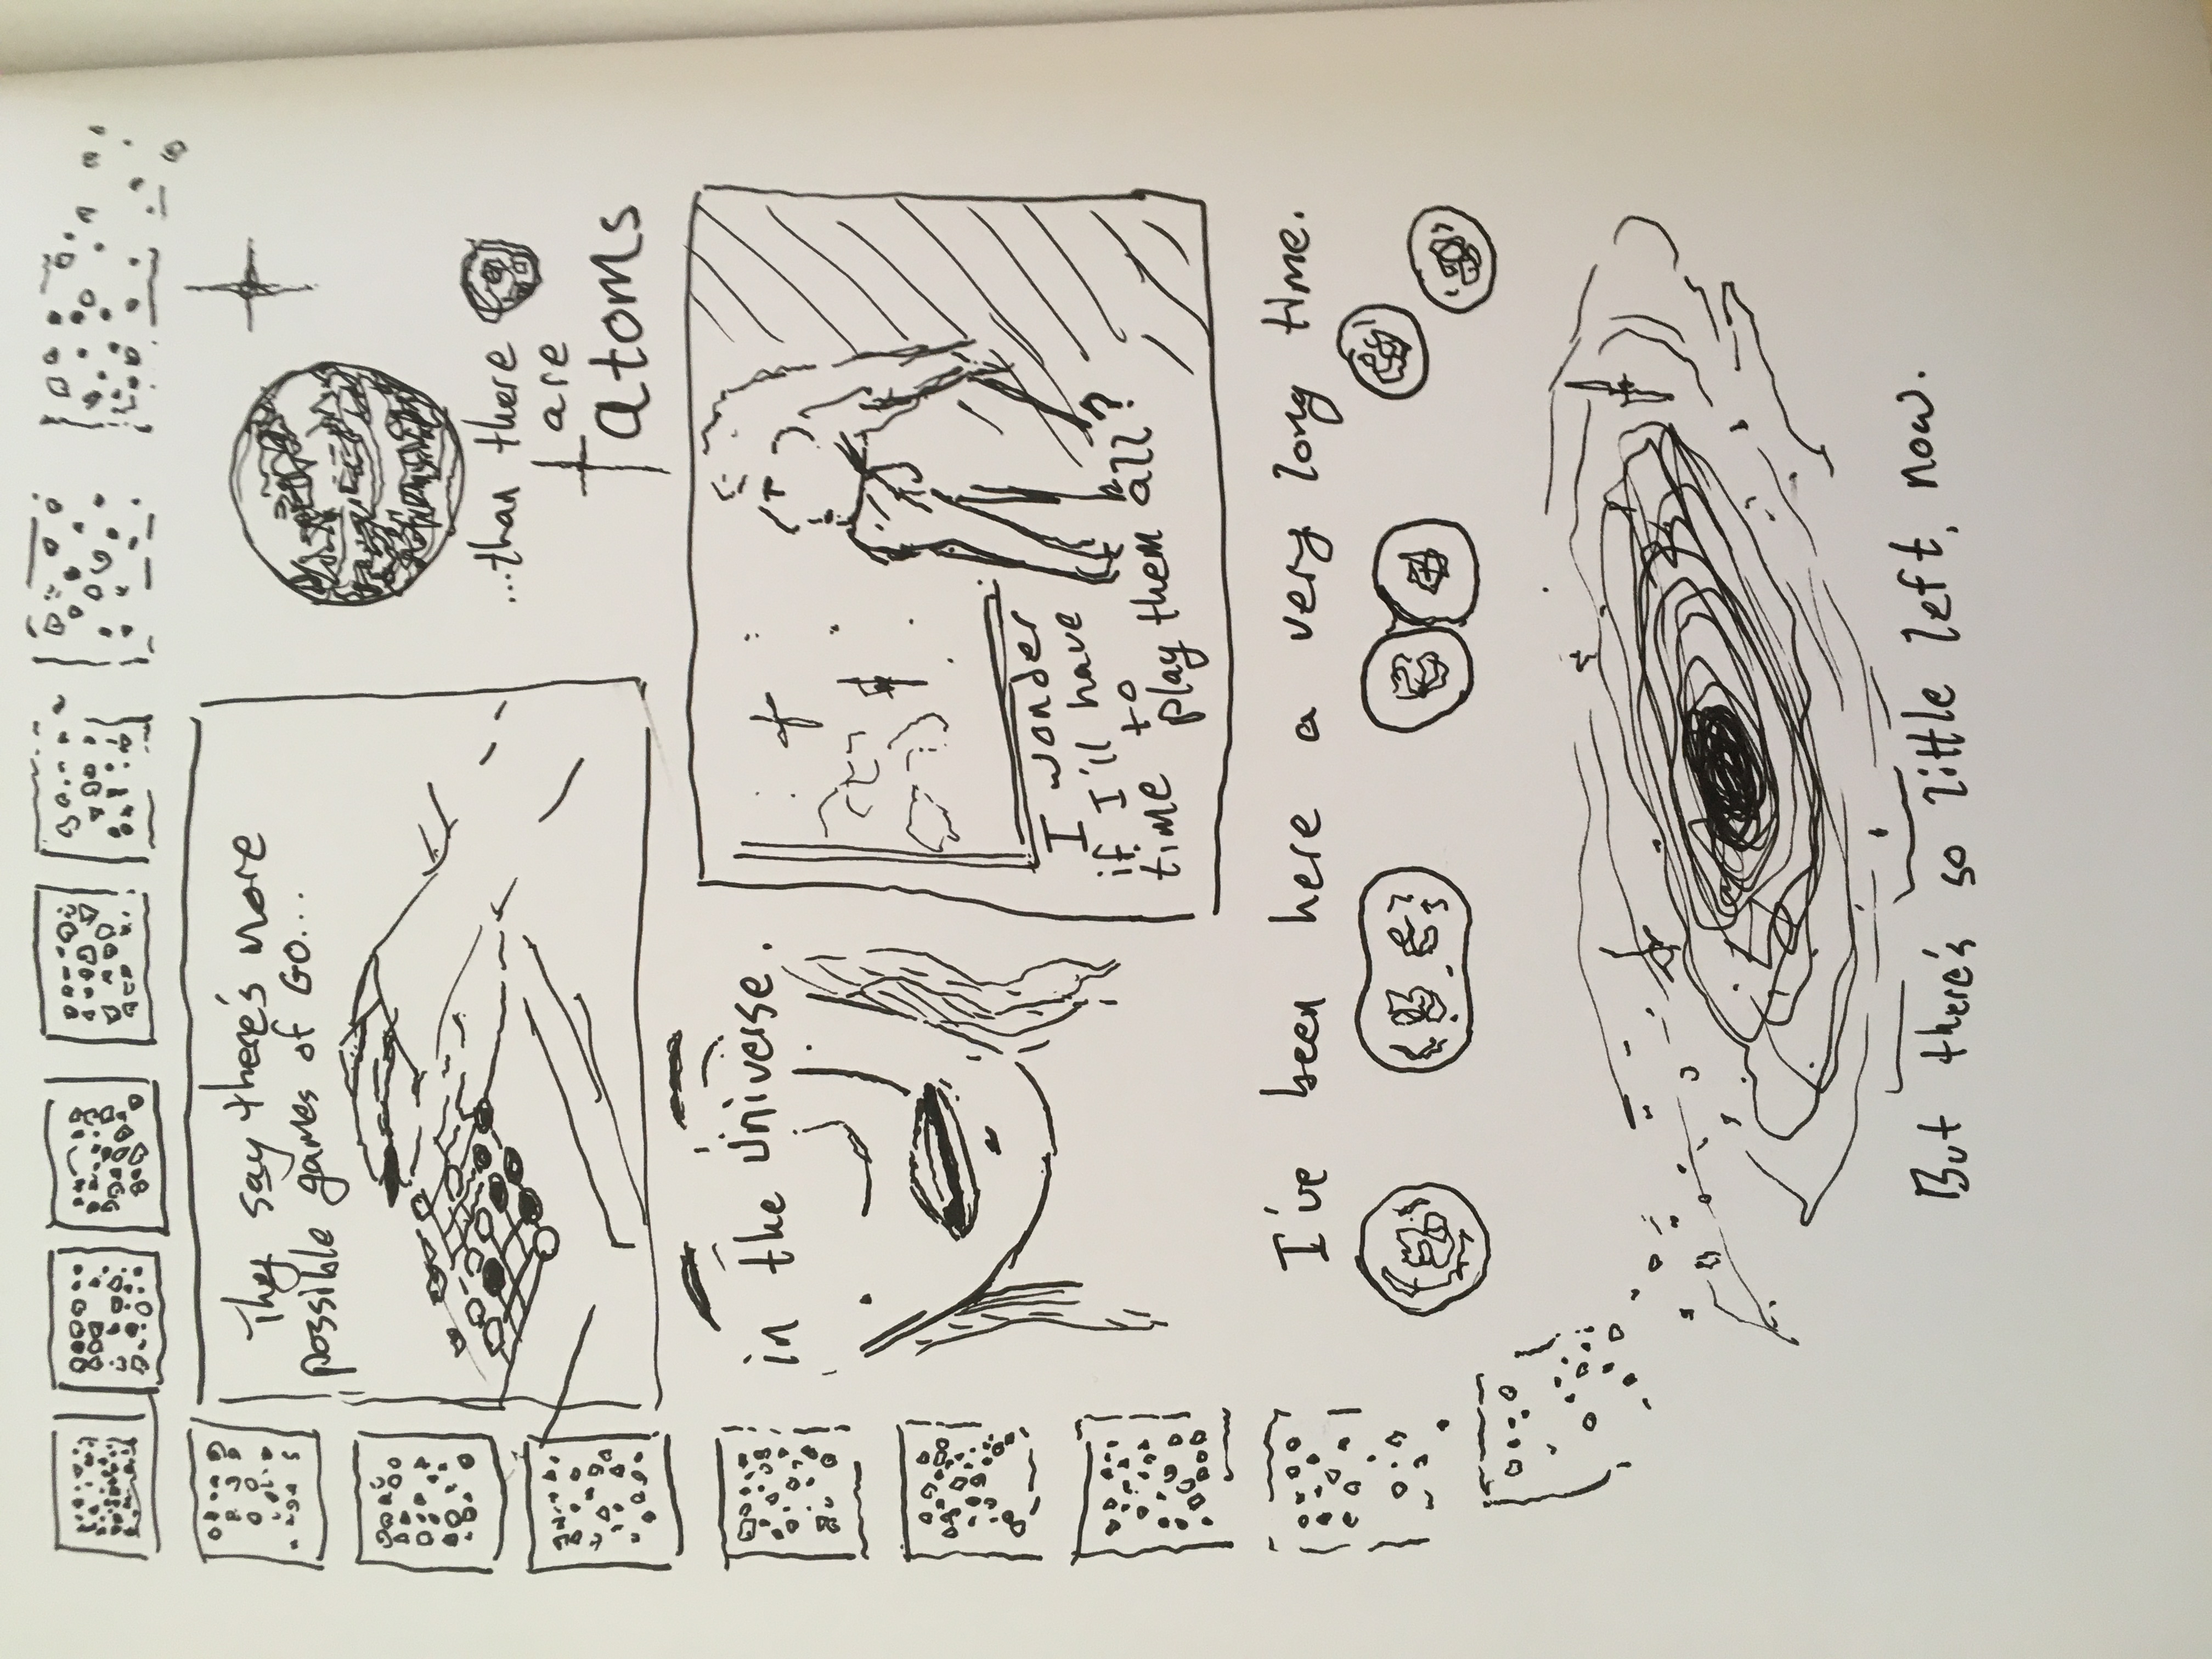 They say there's more
possible games of GO...
...than there
are
atoms
in the Universe.
I wonder
if I'll have
time to
play them all?
I've been here a very long time.
But there's so little left, now.